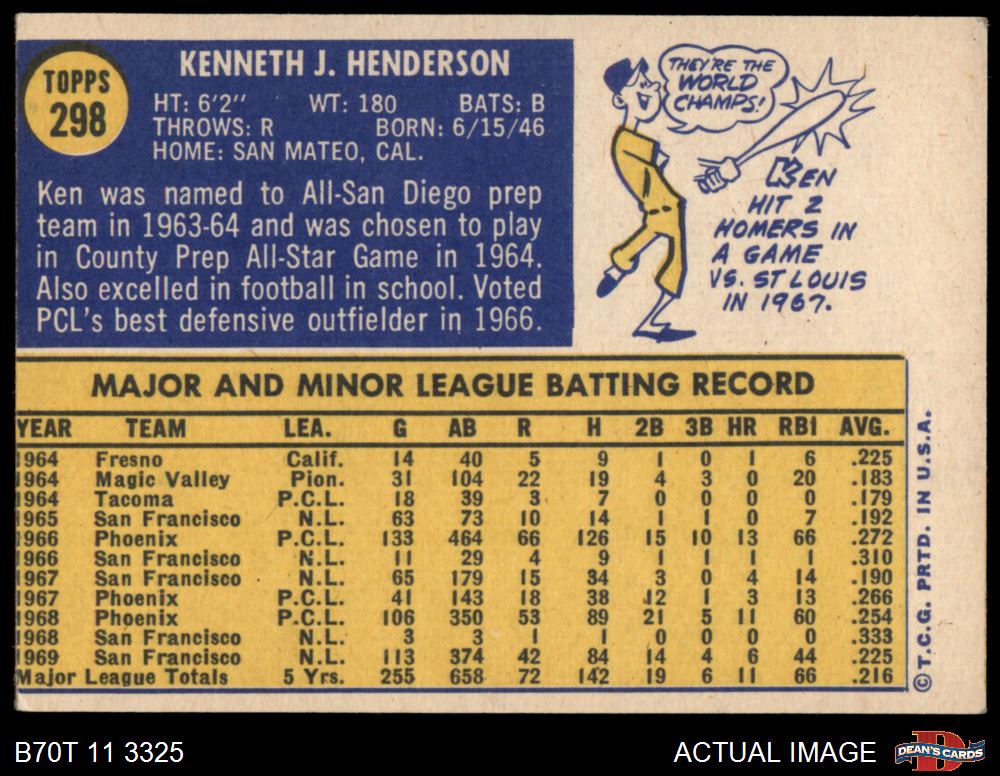 TOPPS
298
KENNETH J. HENDERSON
HT: 6'2" WT: 180 BATS: B
THROWS: R BORN: 6/15/46
HOME: SAN MATEO, CAL.
Ken was named to All-San Diego prep
team in 1963-64 and was chosen to play
in County Prep All-Star Game in 1964.
Also excelled in football in school. Voted
PCL's best defensive outfielder in 1966.
THEY'RE THE
WORLD
CHAMPS!
KEN
HIT 2
HOMERS IN
A GAME
VS. ST LOUIS
IN 1967.
MAJOR AND MINOR LEAGUE BATTING RECORD
YEAR TEAM LEA. G AB R H 2B 3B HR RBI AVG.
1964 Fresno Calif. 14 40 5 9 1 0 1 6 .225
1964 Magic Valley Pion. 31 104 22 19 4 3 0 20 .183
1964 Tacoma P.C.L. 18 39 3 7 0 0 0 0 .179
1965 San Francisco N.L. 63 73 10 14 1 1 0 7 .192
1966 Phoenix P.C.L. 133 464 66 126 15 10 13 66 .272
1966 San Francisco N.L. 11 29 4 9 1 1 1 1 .310
1967 San Francisco N.L. 65 179 15 34 3 0 4 14 .190
1967 Phoenix P.C.L. 41 143 18 38 12 1 3 13 .266
1968 Phoenix P.C.L. 106 350 53 89 21 5 11 60 .254
1968 San Francisco N.L. 3 3 1 1 0 0 0 0 .333
1969 San Francisco N.L. 113 374 42 84 14 4 6 44 .225
Major League Totals 5 Yrs. 255 658 72 142 19 6 11 66 .216
©T.C.G. PRTD. IN U.S.A.
B70T 11 3325
ACTUAL IMAGE
D
DEAN'S CARDS